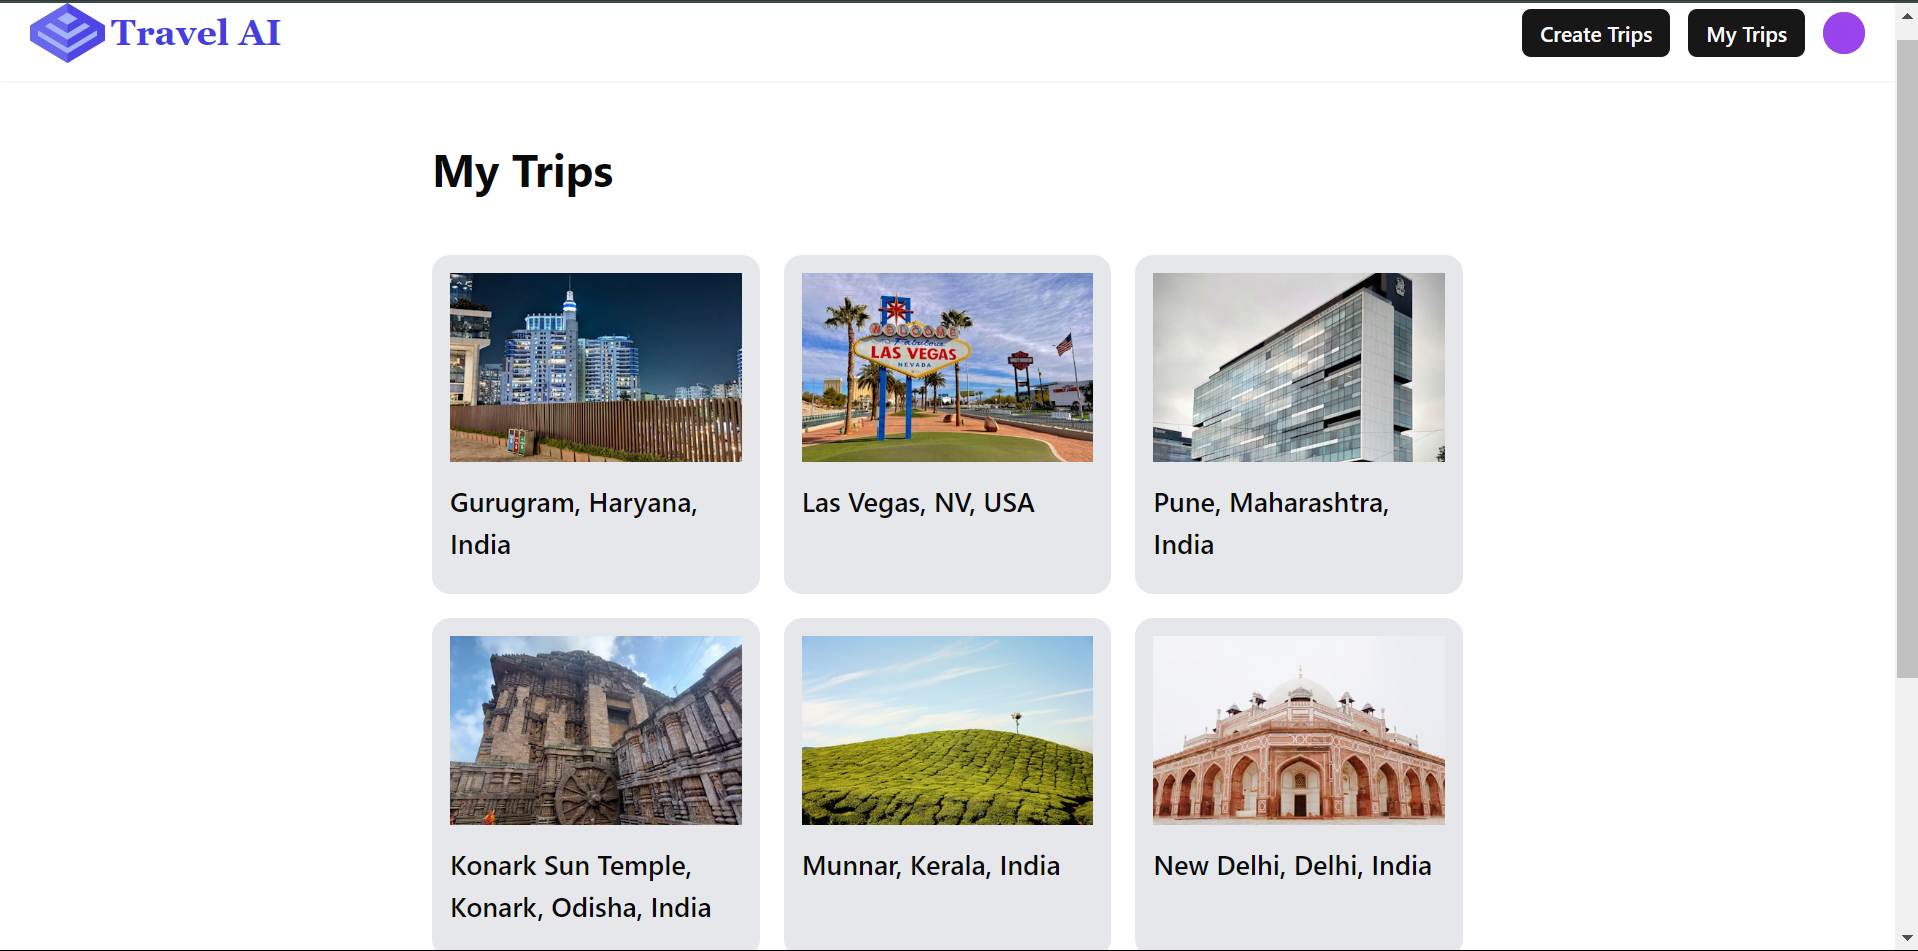 Travel AI
Create Trips
My Trips
My Trips
WELCOME
TO Fabulous
LAS VEGAS
NEVADA
Gurugram, Haryana,
India
Las Vegas, NV, USA
Pune, Maharashtra,
India
Konark Sun Temple,
Konark, Odisha, India
Munnar, Kerala, India
New Delhi, Delhi, India